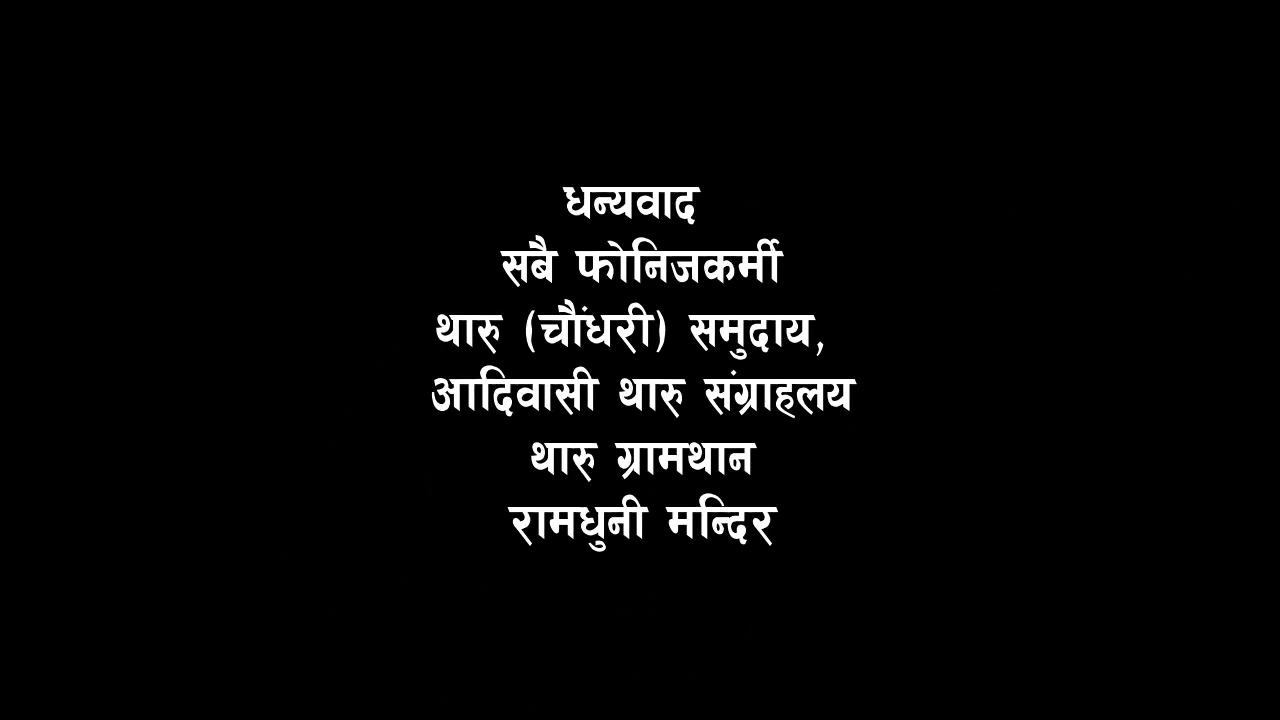 धन्यवाद
सबै फोनिजकर्मी
थारु (चौंधरी) समुदाय,
आदिवासी थारु संग्राहलय
थारु ग्रामथान
रामधुनी मन्दिर